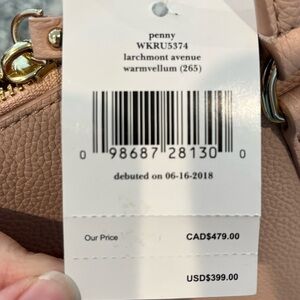 penny
WKRU5374
larchmont avenue
warmvellum (265)
0 98687 28130 0
debuted on 06-16-2018
Our Price CAD$479.00
USD$399.00